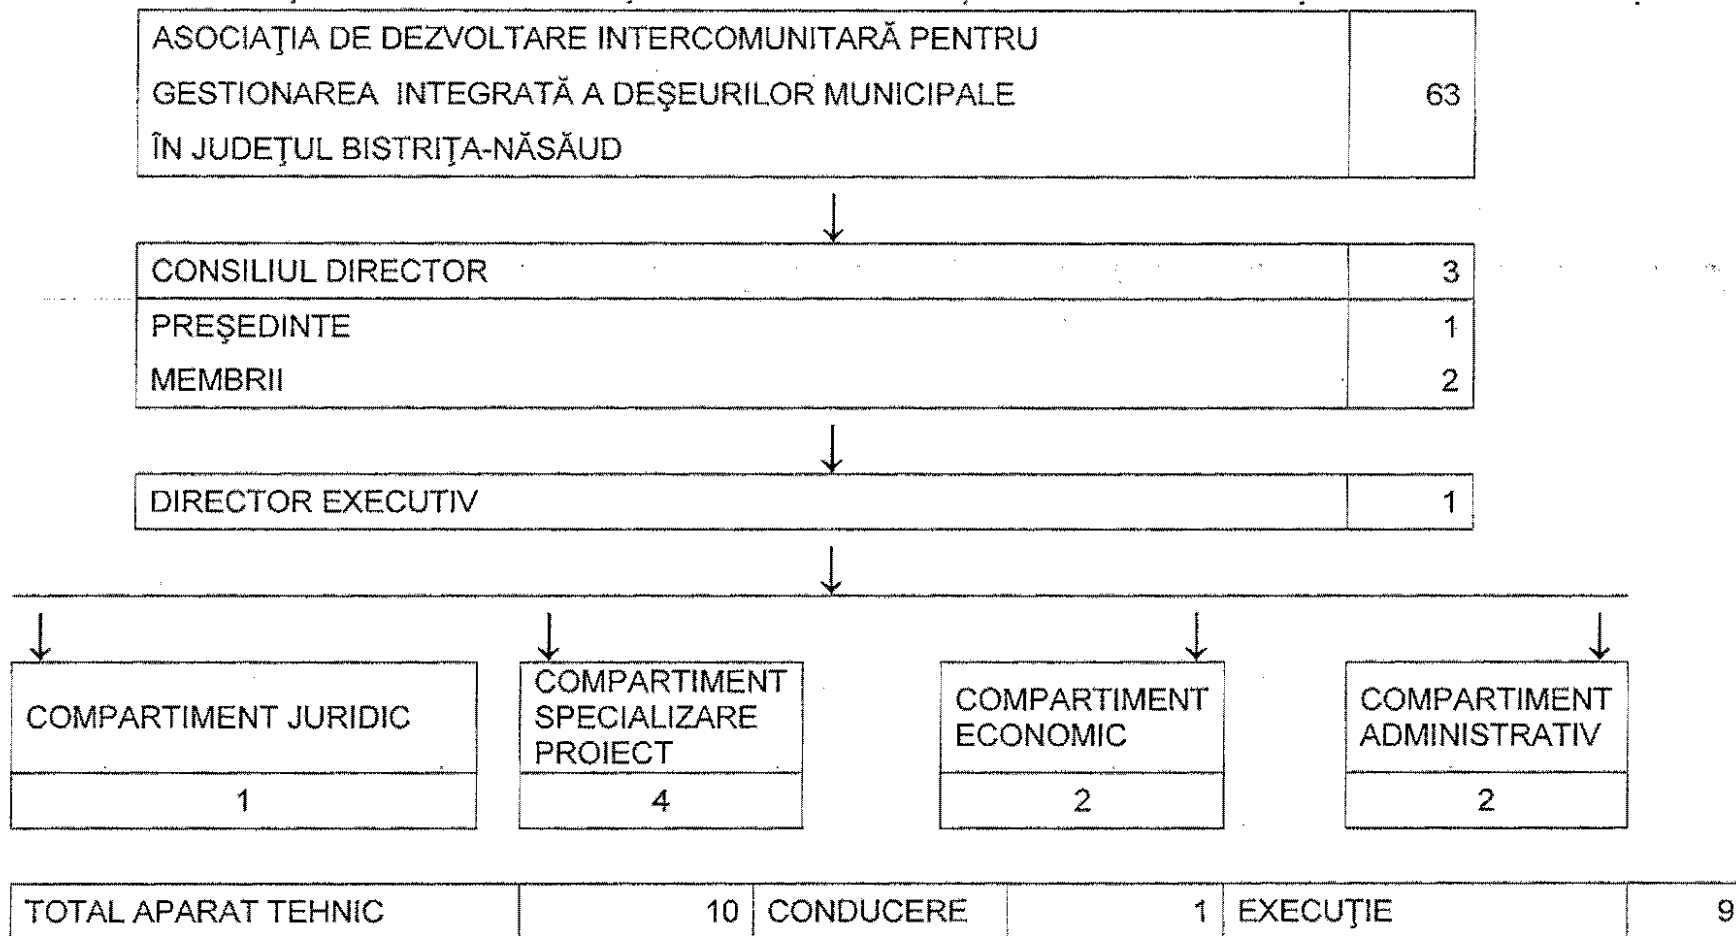 ASOCIAŢIA DE DEZVOLTARE INTERCOMUNITARĂ PENTRU
GESTIONAREA INTEGRATĂ A DEŞEURILOR MUNICIPALE
ÎN JUDEŢUL BISTRIŢA-NĂSĂUD
63
CONSILIUL DIRECTOR 3
PREŞEDINTE 1
MEMBRII 2
DIRECTOR EXECUTIV 1
COMPARTIMENT JURIDIC
1
COMPARTIMENT
SPECIALIZARE
PROIECT
4
COMPARTIMENT
ECONOMIC
2
COMPARTIMENT
ADMINISTRATIV
2
TOTAL APARAT TEHNIC 10 CONDUCERE 1 EXECUŢIE 9